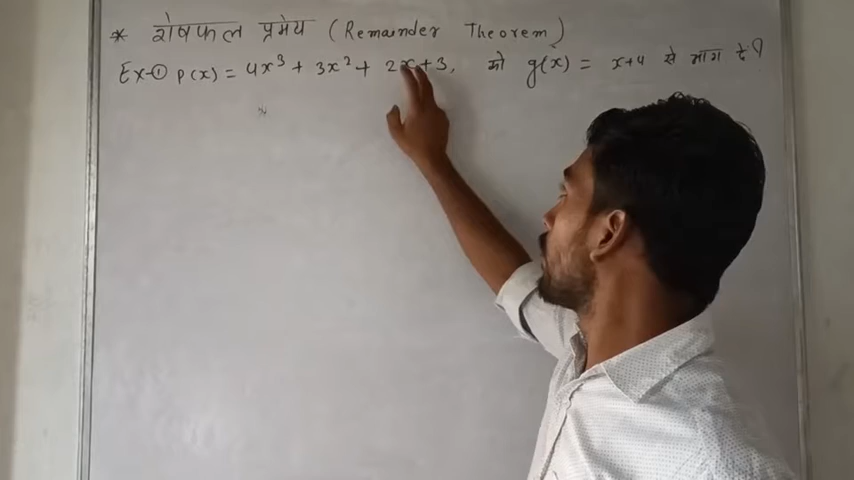 * शेषफल प्रमेय (Remainder Theorem)
Ex-① P(x) = 4x³ + 3x² + 2x + 3, को g(x) = x+4 से भाग दें?